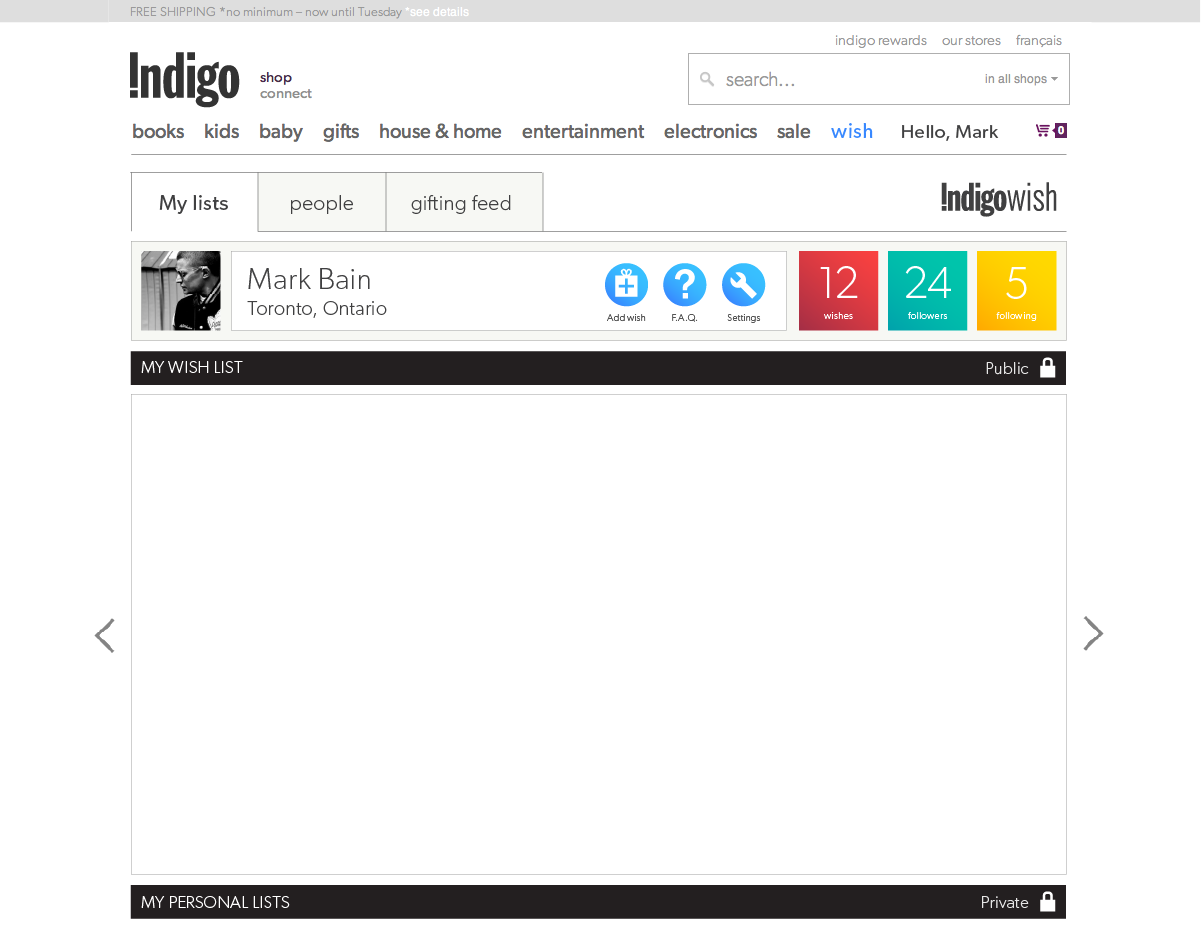 FREE SHIPPING *no minimum – now until Tuesday *see details
indigo rewards our stores français
!ndigo
shop
connect
search...
in all shops
books kids baby gifts house & home entertainment electronics sale wish Hello, Mark 0
My lists people gifting feed
!ndigowish
Mark Bain
Toronto, Ontario
Add wish
?
F.A.Q.
Settings
12
wishes
24
followers
5
following
MY WISH LIST
Public
MY PERSONAL LISTS
Private